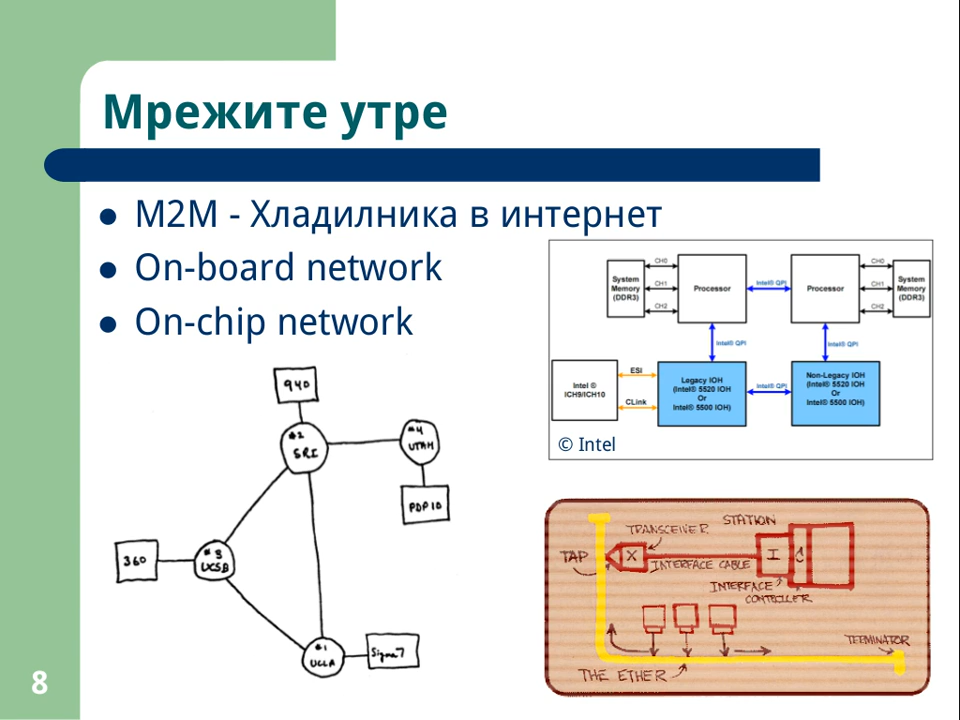 Мрежите утре
M2M - Хладилника в интернет
On-board network
On-chip network
CH0
CH1
CH2
System
Memory
(DDR3)
Processor
Intel® QPI
Processor
CH0
CH1
CH2
System
Memory
(DDR3)
Intel® QPI
Intel® QPI
Intel ®
ICH9/ICH10
ESI
CLink
Legacy IOH
(Intel® 5520 IOH
Or
Intel® 5500 IOH)
Intel® QPI
Non-Legacy IOH
(Intel® 5520 IOH
Or
Intel® 5500 IOH)
© Intel
940
#2
SRI
#4
UTAH
PDP10
360
#3
UCSB
#1
UCLA
Sigma7
STATION
TRANSCEIVER
TAP
X
INTERFACE CABLE
I
C
INTERFACE
CONTROLLER
TERMINATOR
THE ETHER
8